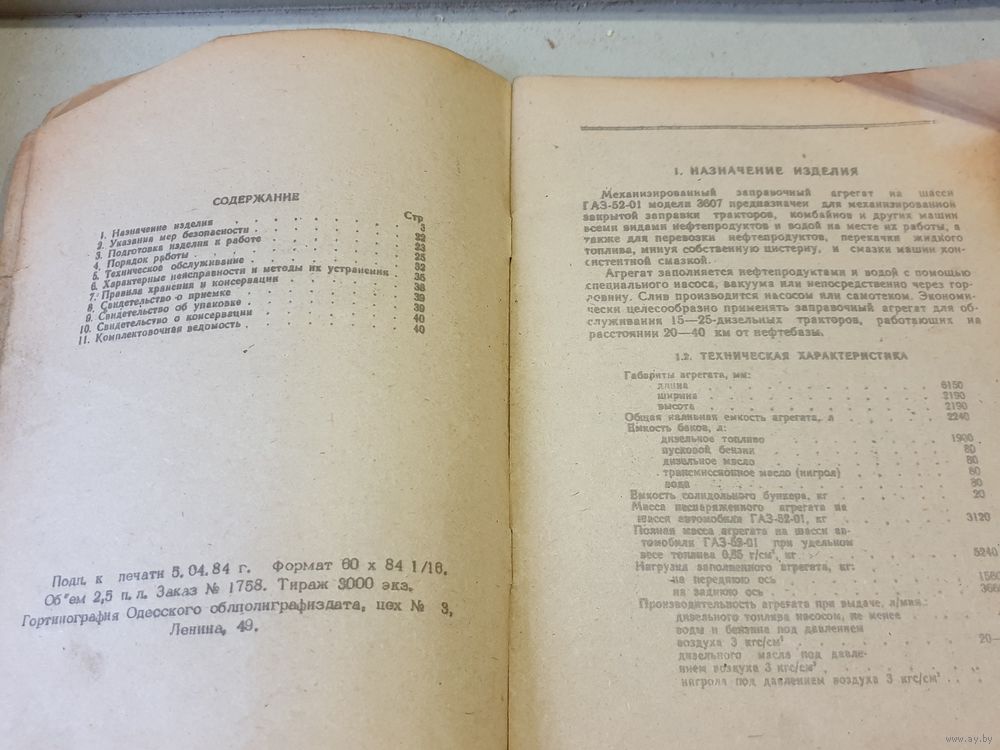 СОДЕРЖАНИЕ
Стр
1. Назначение изделия . . . . . . . 3
2. Указания мер безопасности . . . . . . 22
3. Подготовка изделия к работе . . . . . . 23
4. Порядок работы . . . . . . . . 25
5. Техническое обслуживание . . . . . . 32
6. Характерные неисправности и методы их устранения . 35
7. Правила хранения и консервации . . . . . 38
8. Свидетельство о приемке . . . . . . 39
9. Свидетельство об упаковке . . . . . . 39
10. Свидетельство о консервации . . . . . 40
11. Комплектовочная ведомость . . . . . . 40
Подп. к печати 5.04.84 г. Формат 60 х 84 1/16.
Об"ем 2,5 п.л. Заказ № 1758. Тираж 3000 экз.
Гортипография Одесского облполиграфиздата, цех № 3,
Ленина, 49.
1. НАЗНАЧЕНИЕ ИЗДЕЛИЯ
Механизированный заправочный агрегат на шасси
ГАЗ-52-01 модели 3607 предназначен для механизированной
закрытой заправки тракторов, комбайнов и других машин
всеми видами нефтепродуктов и водой на месте их работы, а
также для перевозки нефтепродуктов, перекачки жидкого
топлива, минуя собственную цистерну, и смазки машин кон-
систентной смазкой.
Агрегат заполняется нефтепродуктами и водой с помощью
специального насоса, вакуума или непосредственно через гор-
ловину. Слив производится насосом или самотеком. Экономи-
чески целесообразно применять заправочный агрегат для об-
служивания 15—25-дизельных тракторов, работающих на
расстоянии 20—40 км от нефтебазы.
1.2. ТЕХНИЧЕСКАЯ ХАРАКТЕРИСТИКА
Габариты агрегата, мм:
длина . . . . . . . . 6150
ширина . . . . . . . . 2190
высота . . . . . . . . 2190
Общая наливная емкость агрегата, л . . . . 2240
Емкость баков, л:
дизельное топливо . . . . . . 1900
пусковой бензин . . . . . . 80
дизельное масло . . . . . . 80
трансмиссионное масло (нигрол) . . . . 80
вода . . . . . . . . 80
Емкость солидольного бункера, кг . . . . 20
Масса неснаряженного агрегата на
шасси автомобиля ГАЗ-52-01, кг . . . . 3120
Полная масса агрегата на шасси ав-
томобиля ГАЗ-52-01 при удельном
весе топлива 0,85 г/см³, кг . . . . . 5240
Нагрузка заполненного агрегата, кг:
на переднюю ось . . . . . . 1580
на заднюю ось . . . . . . 366
Производительность агрегата при выдаче, л/мин:
дизельного топлива насосом, не менее . . .
воды и бензина под давлением
воздуха 3 кгс/см² . . . . . 20—
дизельного масла под давле-
нием воздуха 3 кгс/см² . . . .
нигрола под давлением воздуха 3 кгс/см² . .
www.ay.by